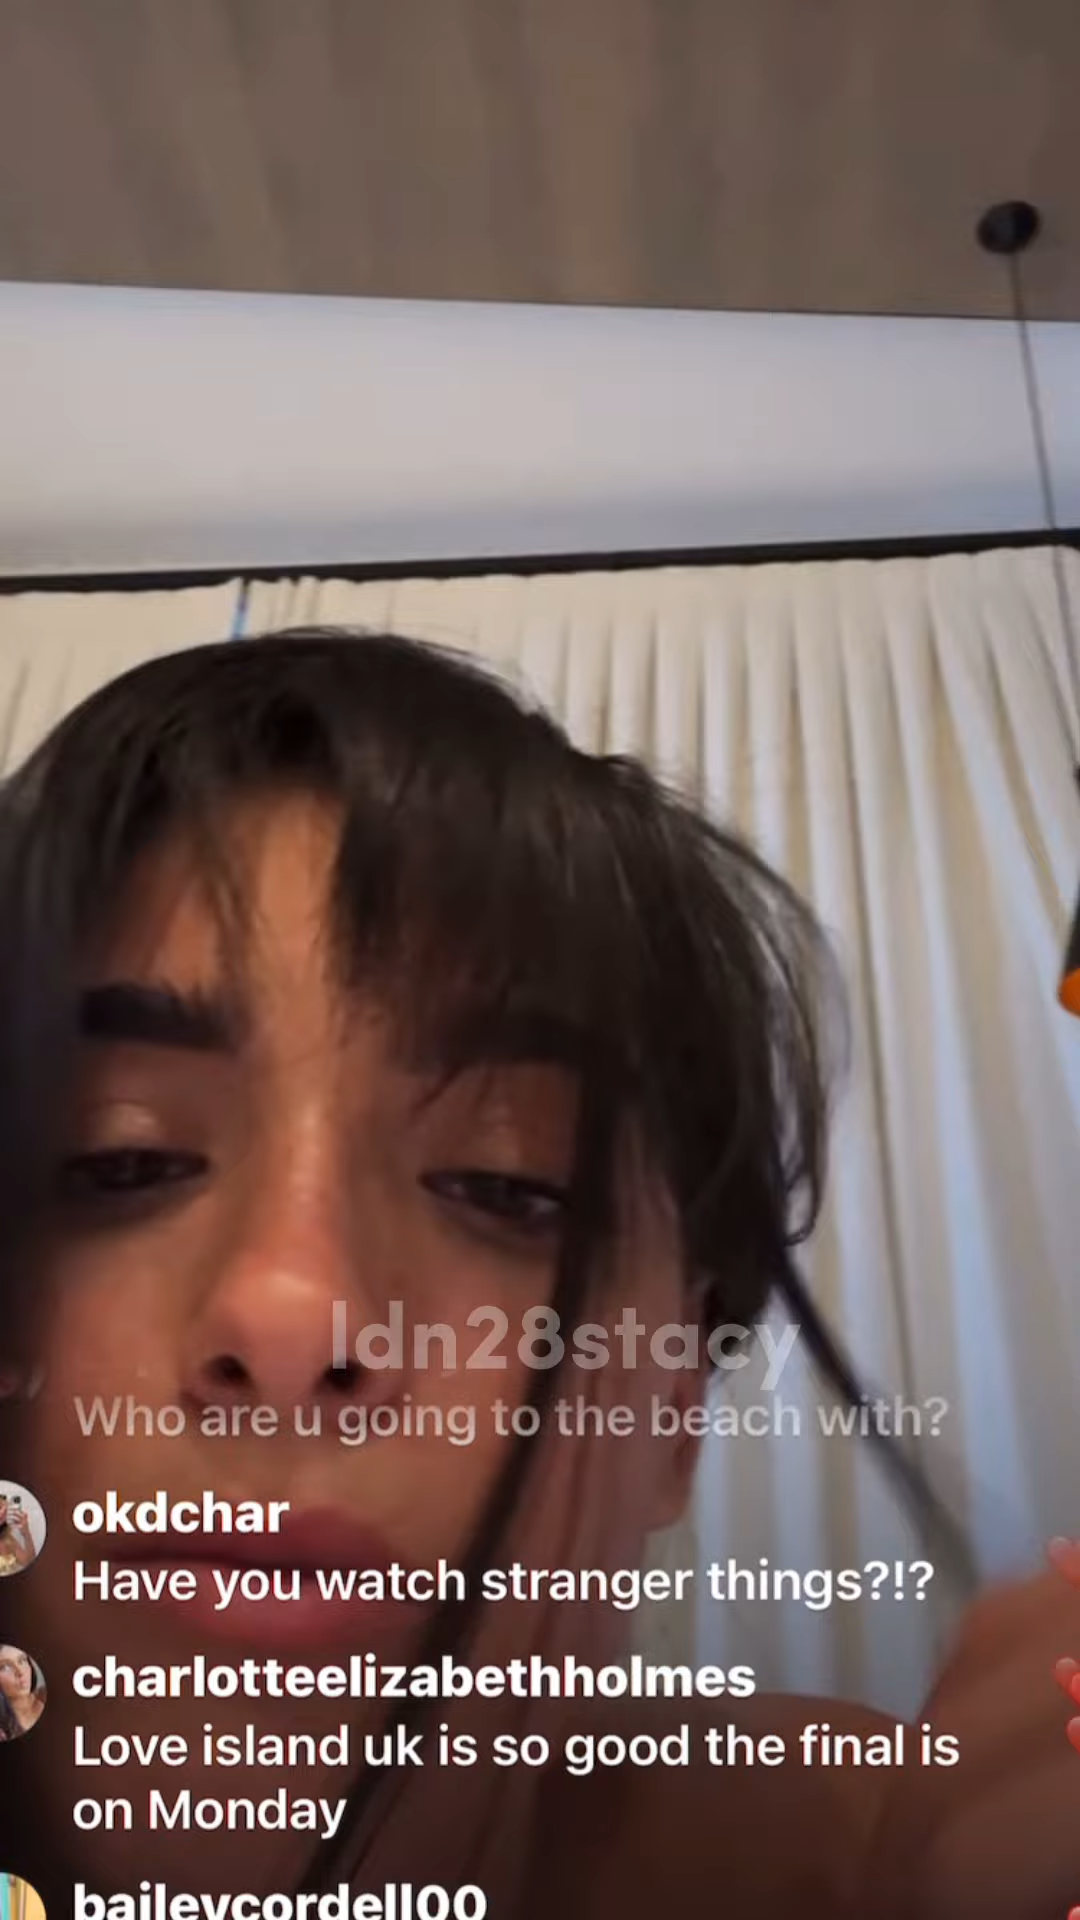 ldn28stacy
Who are u going to the beach with?
okdchar
Have you watch stranger things?!?
charlotteelizabethholmes
Love island uk is so good the final is
on Monday
baileycordell00